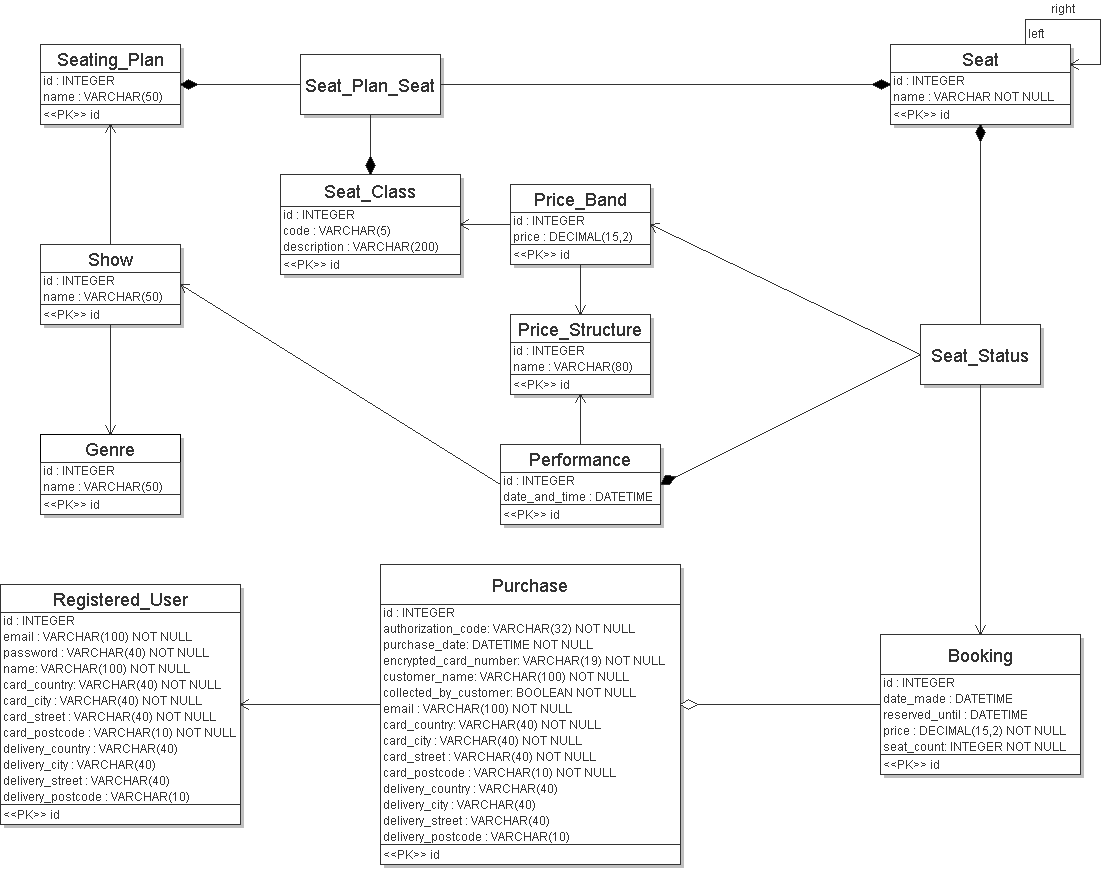 right
left
Seating_Plan
id : INTEGER
name : VARCHAR(50)
<<PK>> id
Seat_Plan_Seat
Seat
id : INTEGER
name : VARCHAR NOT NULL
<<PK>> id
Seat_Class
id : INTEGER
code : VARCHAR(5)
description : VARCHAR(200)
<<PK>> id
Price_Band
id : INTEGER
price : DECIMAL(15,2)
<<PK>> id
Show
id : INTEGER
name : VARCHAR(50)
<<PK>> id
Price_Structure
id : INTEGER
name : VARCHAR(80)
<<PK>> id
Seat_Status
Genre
id : INTEGER
name : VARCHAR(50)
<<PK>> id
Performance
id : INTEGER
date_and_time : DATETIME
<<PK>> id
Registered_User
id : INTEGER
email : VARCHAR(100) NOT NULL
password : VARCHAR(40) NOT NULL
name: VARCHAR(100) NOT NULL
card_country: VARCHAR(40) NOT NULL
card_city : VARCHAR(40) NOT NULL
card_street : VARCHAR(40) NOT NULL
card_postcode : VARCHAR(10) NOT NULL
delivery_country : VARCHAR(40)
delivery_city : VARCHAR(40)
delivery_street : VARCHAR(40)
delivery_postcode : VARCHAR(10)
<<PK>> id
Purchase
id : INTEGER
authorization_code: VARCHAR(32) NOT NULL
purchase_date: DATETIME NOT NULL
encrypted_card_number: VARCHAR(19) NOT NULL
customer_name: VARCHAR(100) NOT NULL
collected_by_customer: BOOLEAN NOT NULL
email : VARCHAR(100) NOT NULL
card_country: VARCHAR(40) NOT NULL
card_city : VARCHAR(40) NOT NULL
card_street : VARCHAR(40) NOT NULL
card_postcode : VARCHAR(10) NOT NULL
delivery_country : VARCHAR(40)
delivery_city : VARCHAR(40)
delivery_street : VARCHAR(40)
delivery_postcode : VARCHAR(10)
<<PK>> id
Booking
id : INTEGER
date_made : DATETIME
reserved_until : DATETIME
price : DECIMAL(15,2) NOT NULL
seat_count: INTEGER NOT NULL
<<PK>> id